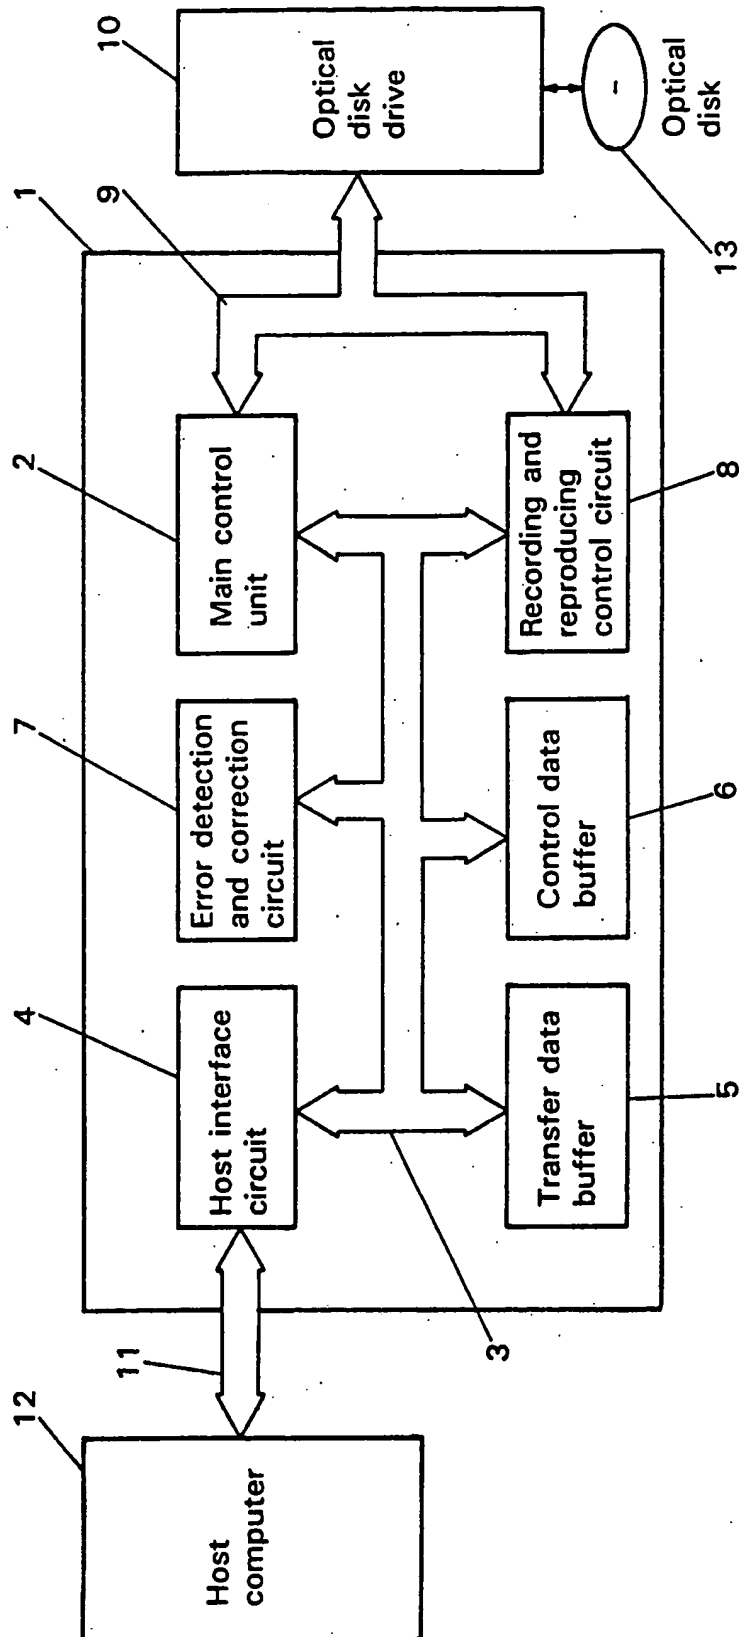 12
Host
computer
11
1
4
Host interface
circuit
7
Error detection
and correction
circuit
2
Main control
unit
9
10
Optical
disk
drive
3
Transfer data
buffer
5
Control data
buffer
6
Recording and
reproducing
control circuit
8
Optical
disk
13